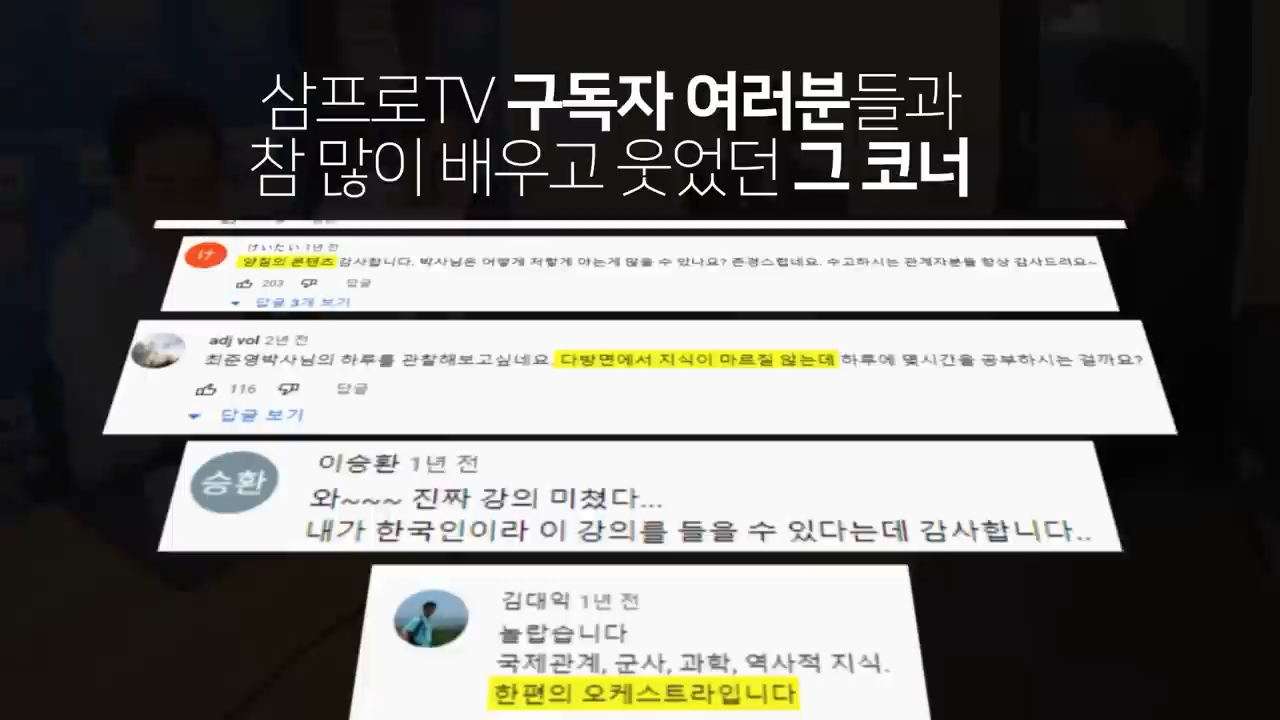 삼프로TV 구독자 여러분들과
참 많이 배우고 웃었던 그 코너
け
けいたい 1년 전
양질의 콘텐츠 감사합니다. 박사님은 어떻게 저렇게 아는게 많을 수 있나요? 존경스럽네요. 수고하시는 관계자분들 항상 감사드려요~
203 답글
답글 3개 보기
adj vol 2년 전
최준영박사님의 하루를 관찰해보고싶네요. 다방면에서 지식이 마르질 않는데 하루에 몇시간을 공부하시는 걸까요?
116 답글
답글 보기
승환
이승환 1년 전
와~~~ 진짜 강의 미쳤다...
내가 한국인이라 이 강의를 들을 수 있다는데 감사합니다..
김대익 1년 전
놀랍습니다
국제관계, 군사, 과학, 역사적 지식.
한편의 오케스트라입니다